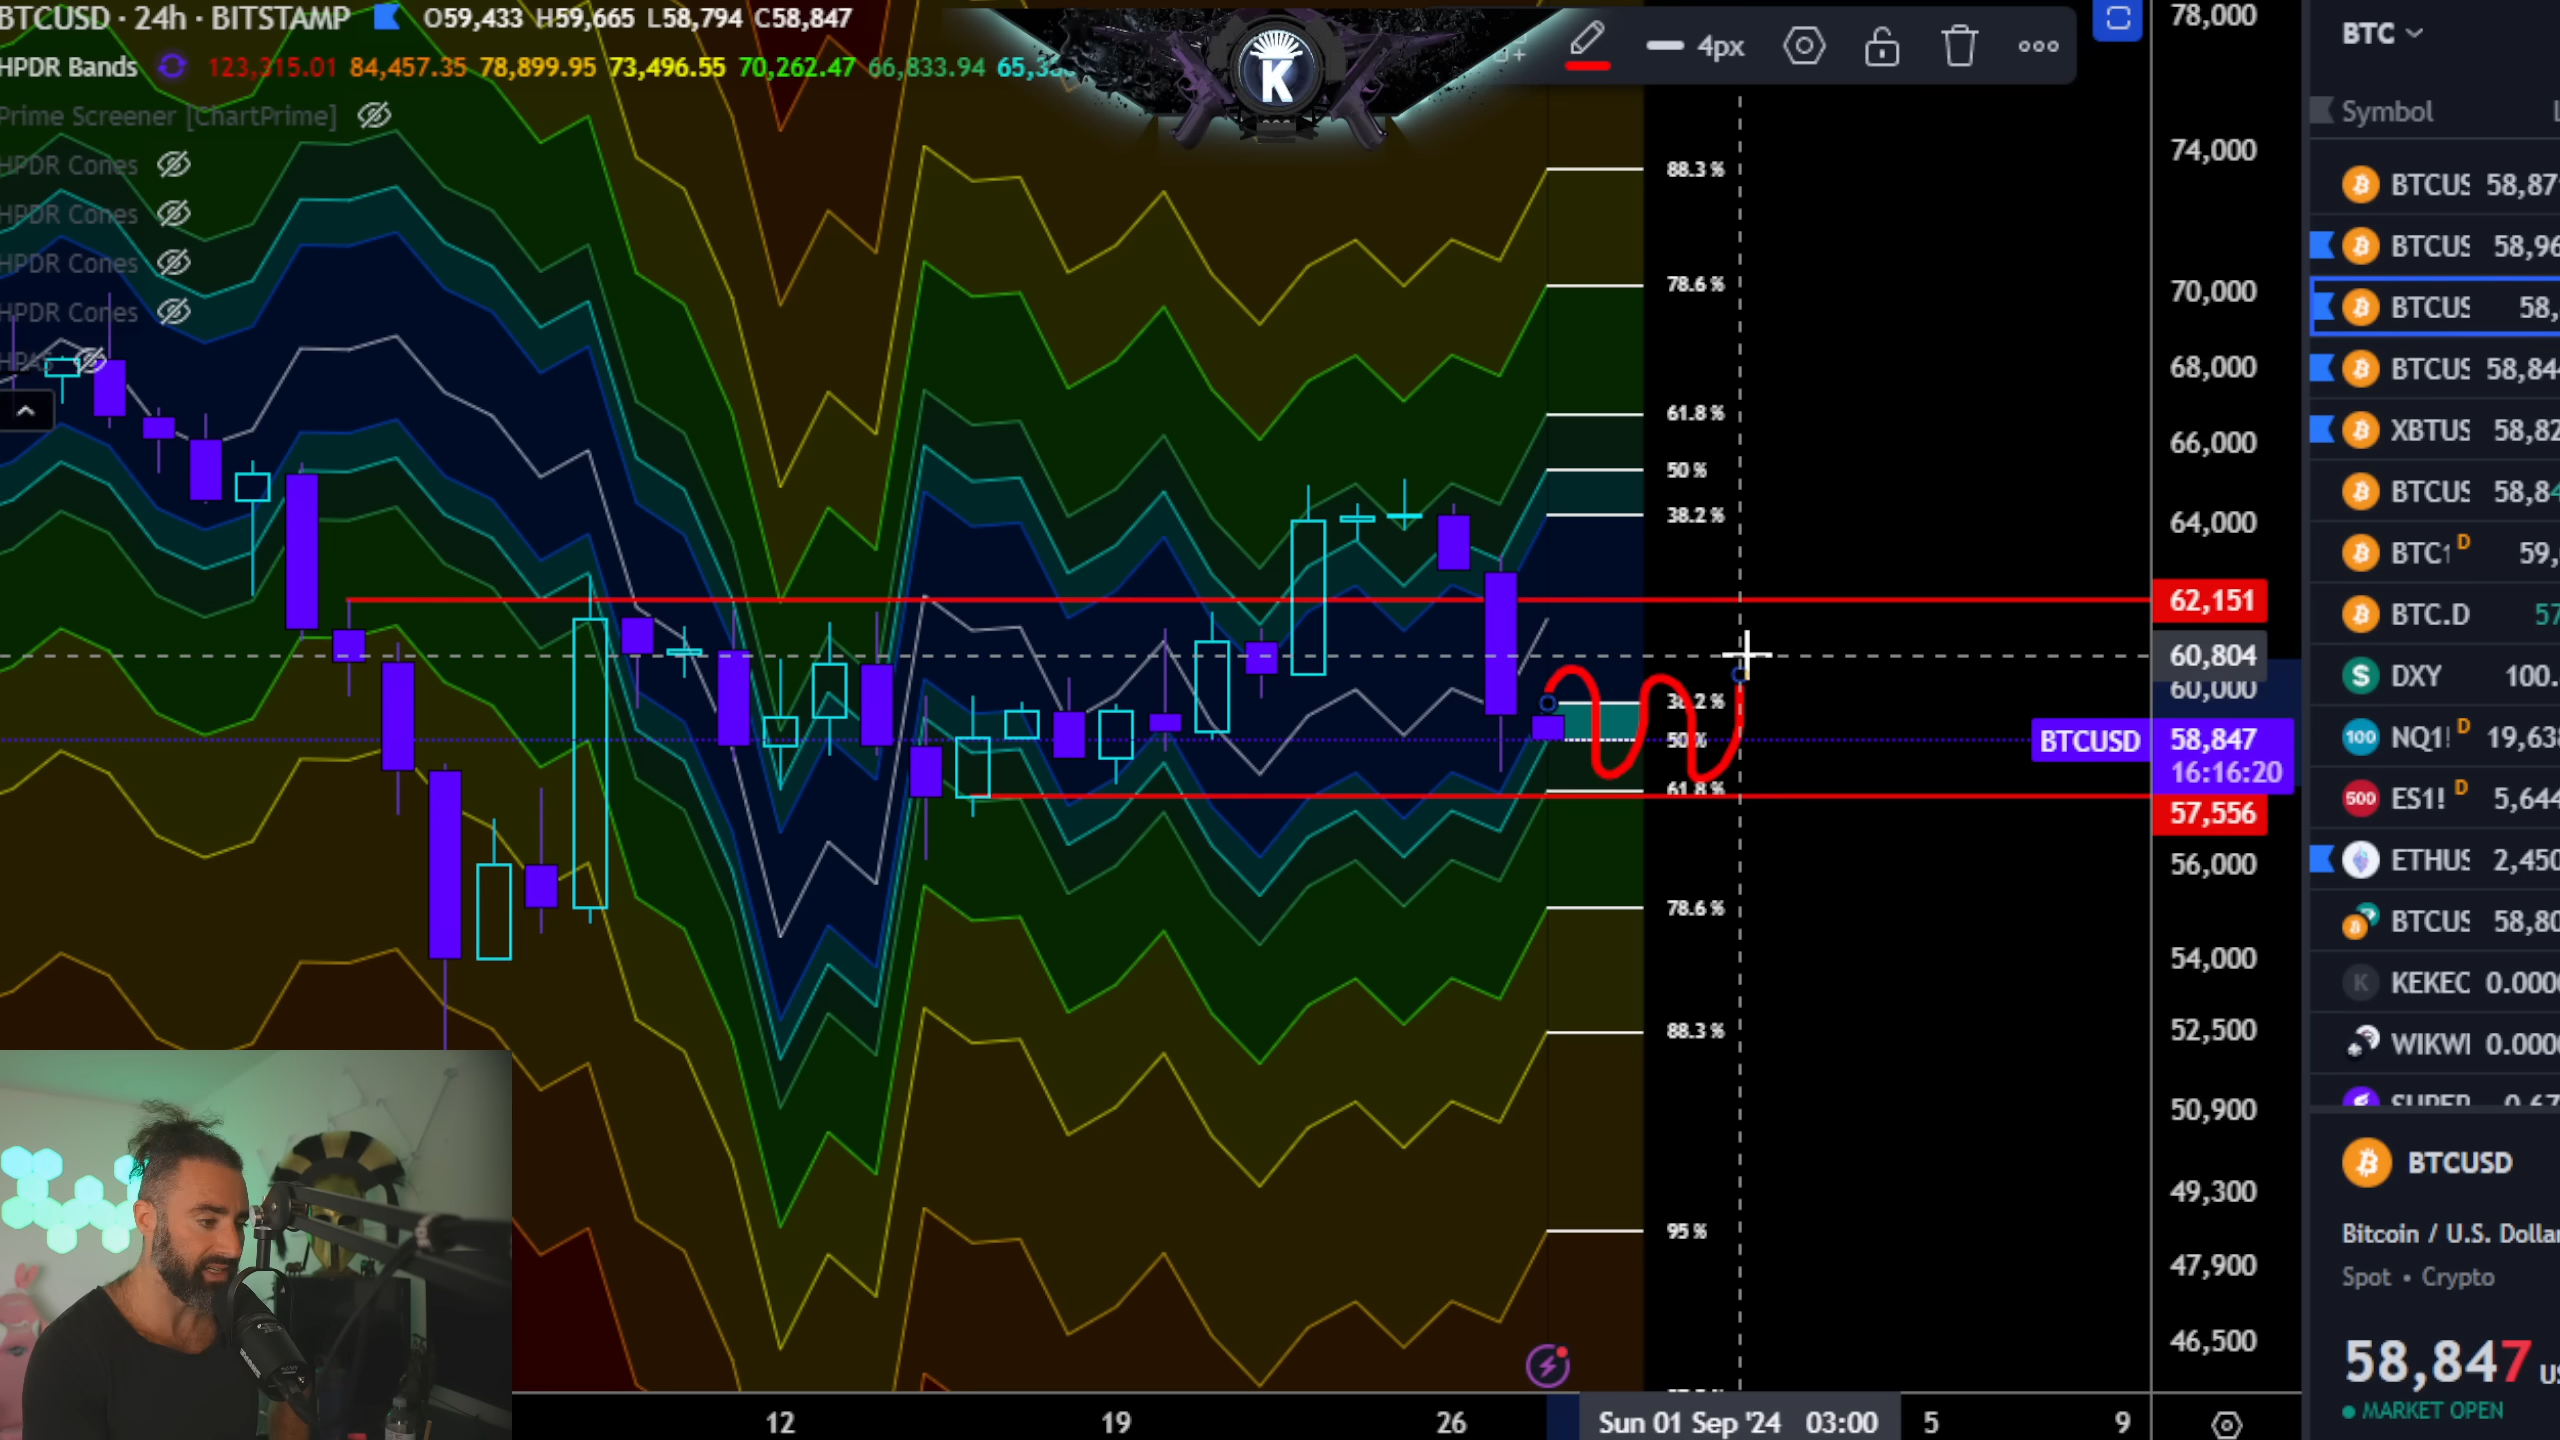 BTCUSD · 24h · BITSTAMP O59,433 H59,665 L58,794 C58,847
HPDR Bands 123,315.01 84,457.35 78,899.95 73,496.55 70,262.47 66,833.94
Prime Screener [ChartPrime]
HPDR Cones
HPDR Cones
HPDR Cones
HPDR Cones
HPAS
K
4px
88.3 %
78.6 %
61.8 %
50 %
38.2 %
38.2 %
50 %
61.8 %
78.6 %
88.3 %
95 %
78,000
74,000
70,000
68,000
66,000
64,000
62,151
60,804
60,000
BTCUSD 58,847
16:16:20
57,556
56,000
54,000
52,500
50,900
49,300
47,900
46,500
12 19 26 Sun 01 Sep '24 03:00 5 9
BTC
Symbol L
BTCUS 58,87
BTCUS 58,96
BTCUS 58,
BTCUS 58,84
XBTUS 58,82
BTCUS 58,84
BTC1 D 59,
BTC.D 57
DXY 100.
NQ1! D 19,638
ES1! D 5,644
ETHUS 2,450
BTCUS 58,80
KEKEC 0.000
WIKWI 0.000
SUPER 0.67
BTCUSD
Bitcoin / U.S. Dollar
Spot • Crypto
58,847
MARKET OPEN